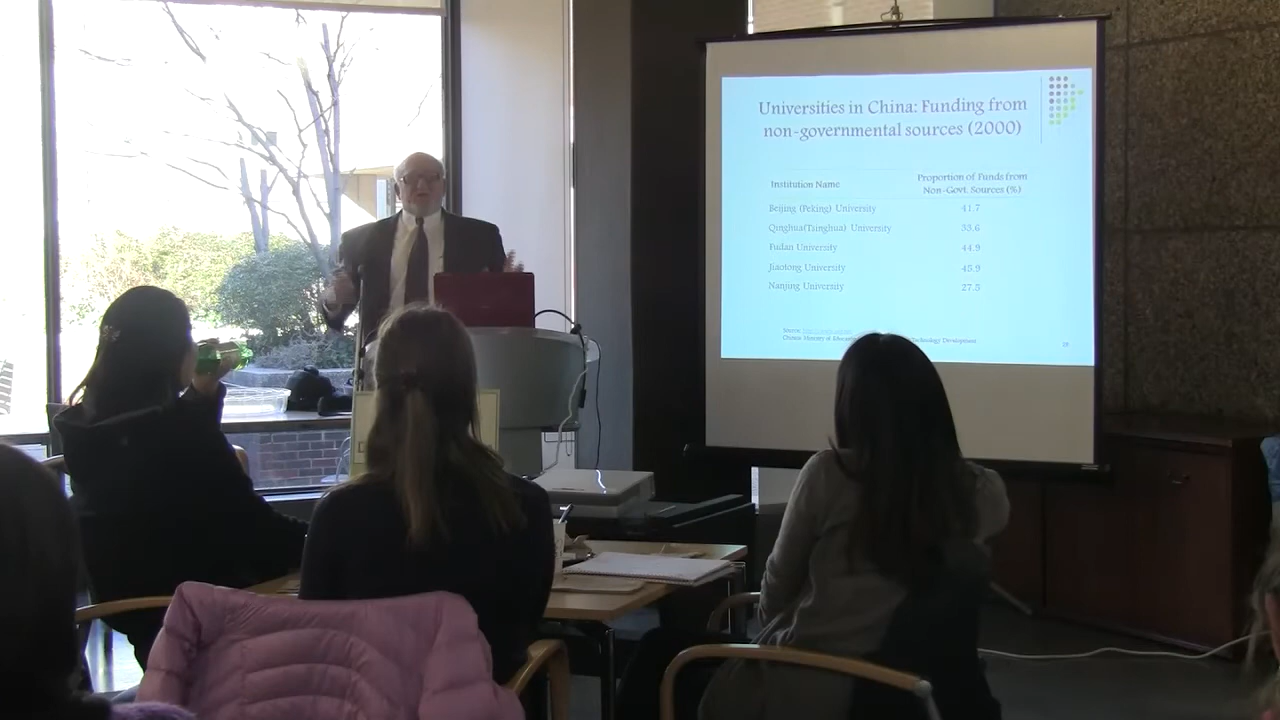 Universities in China: Funding from
non-governmental sources (2000)
Institution Name
Proportion of Funds from
Non-Govt. Sources (%)
Beijing (Peking) University 41.7
Qinghua(Tsinghua) University 33.6
Fudan University 44.9
Jiaotong University 45.9
Nanjing University 27.5
Source:
Chinese Ministry of Technology Development